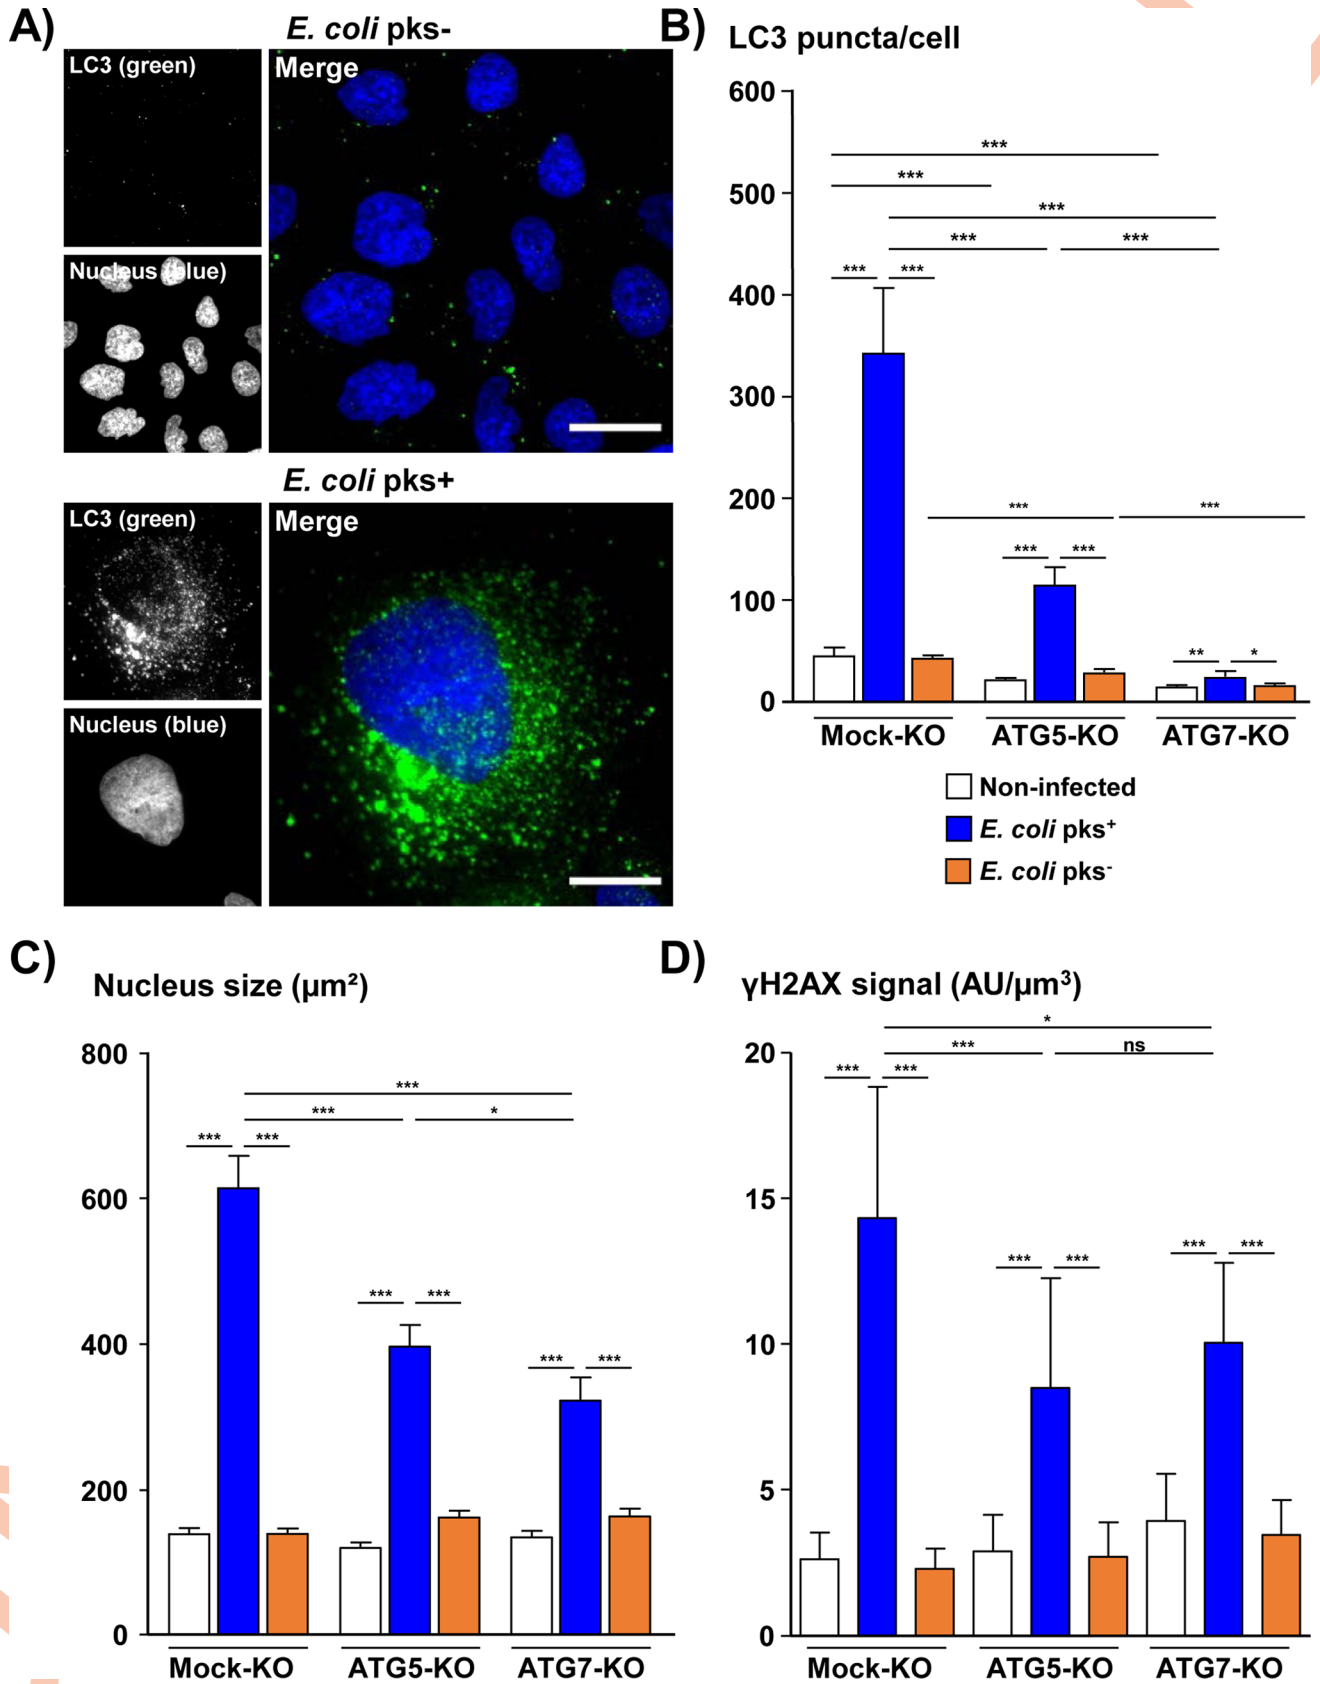 A)
E. coli pks-
LC3 (green)
Merge
Nucleus (blue)
E. coli pks+
LC3 (green)
Merge
Nucleus (blue)
B)
LC3 puncta/cell
600
500
400
300
200
100
0
***
***
***
***
***
***
***
***
***
***
***
**
*
Mock-KO
ATG5-KO
ATG7-KO
Non-infected
E. coli pks⁺
E. coli pks⁻
C)
Nucleus size (µm²)
800
600
400
200
0
***
***
*
***
***
***
***
***
***
Mock-KO
ATG5-KO
ATG7-KO
D)
γH2AX signal (AU/µm³)
20
15
10
5
0
*
***
ns
***
***
***
***
***
***
Mock-KO
ATG5-KO
ATG7-KO